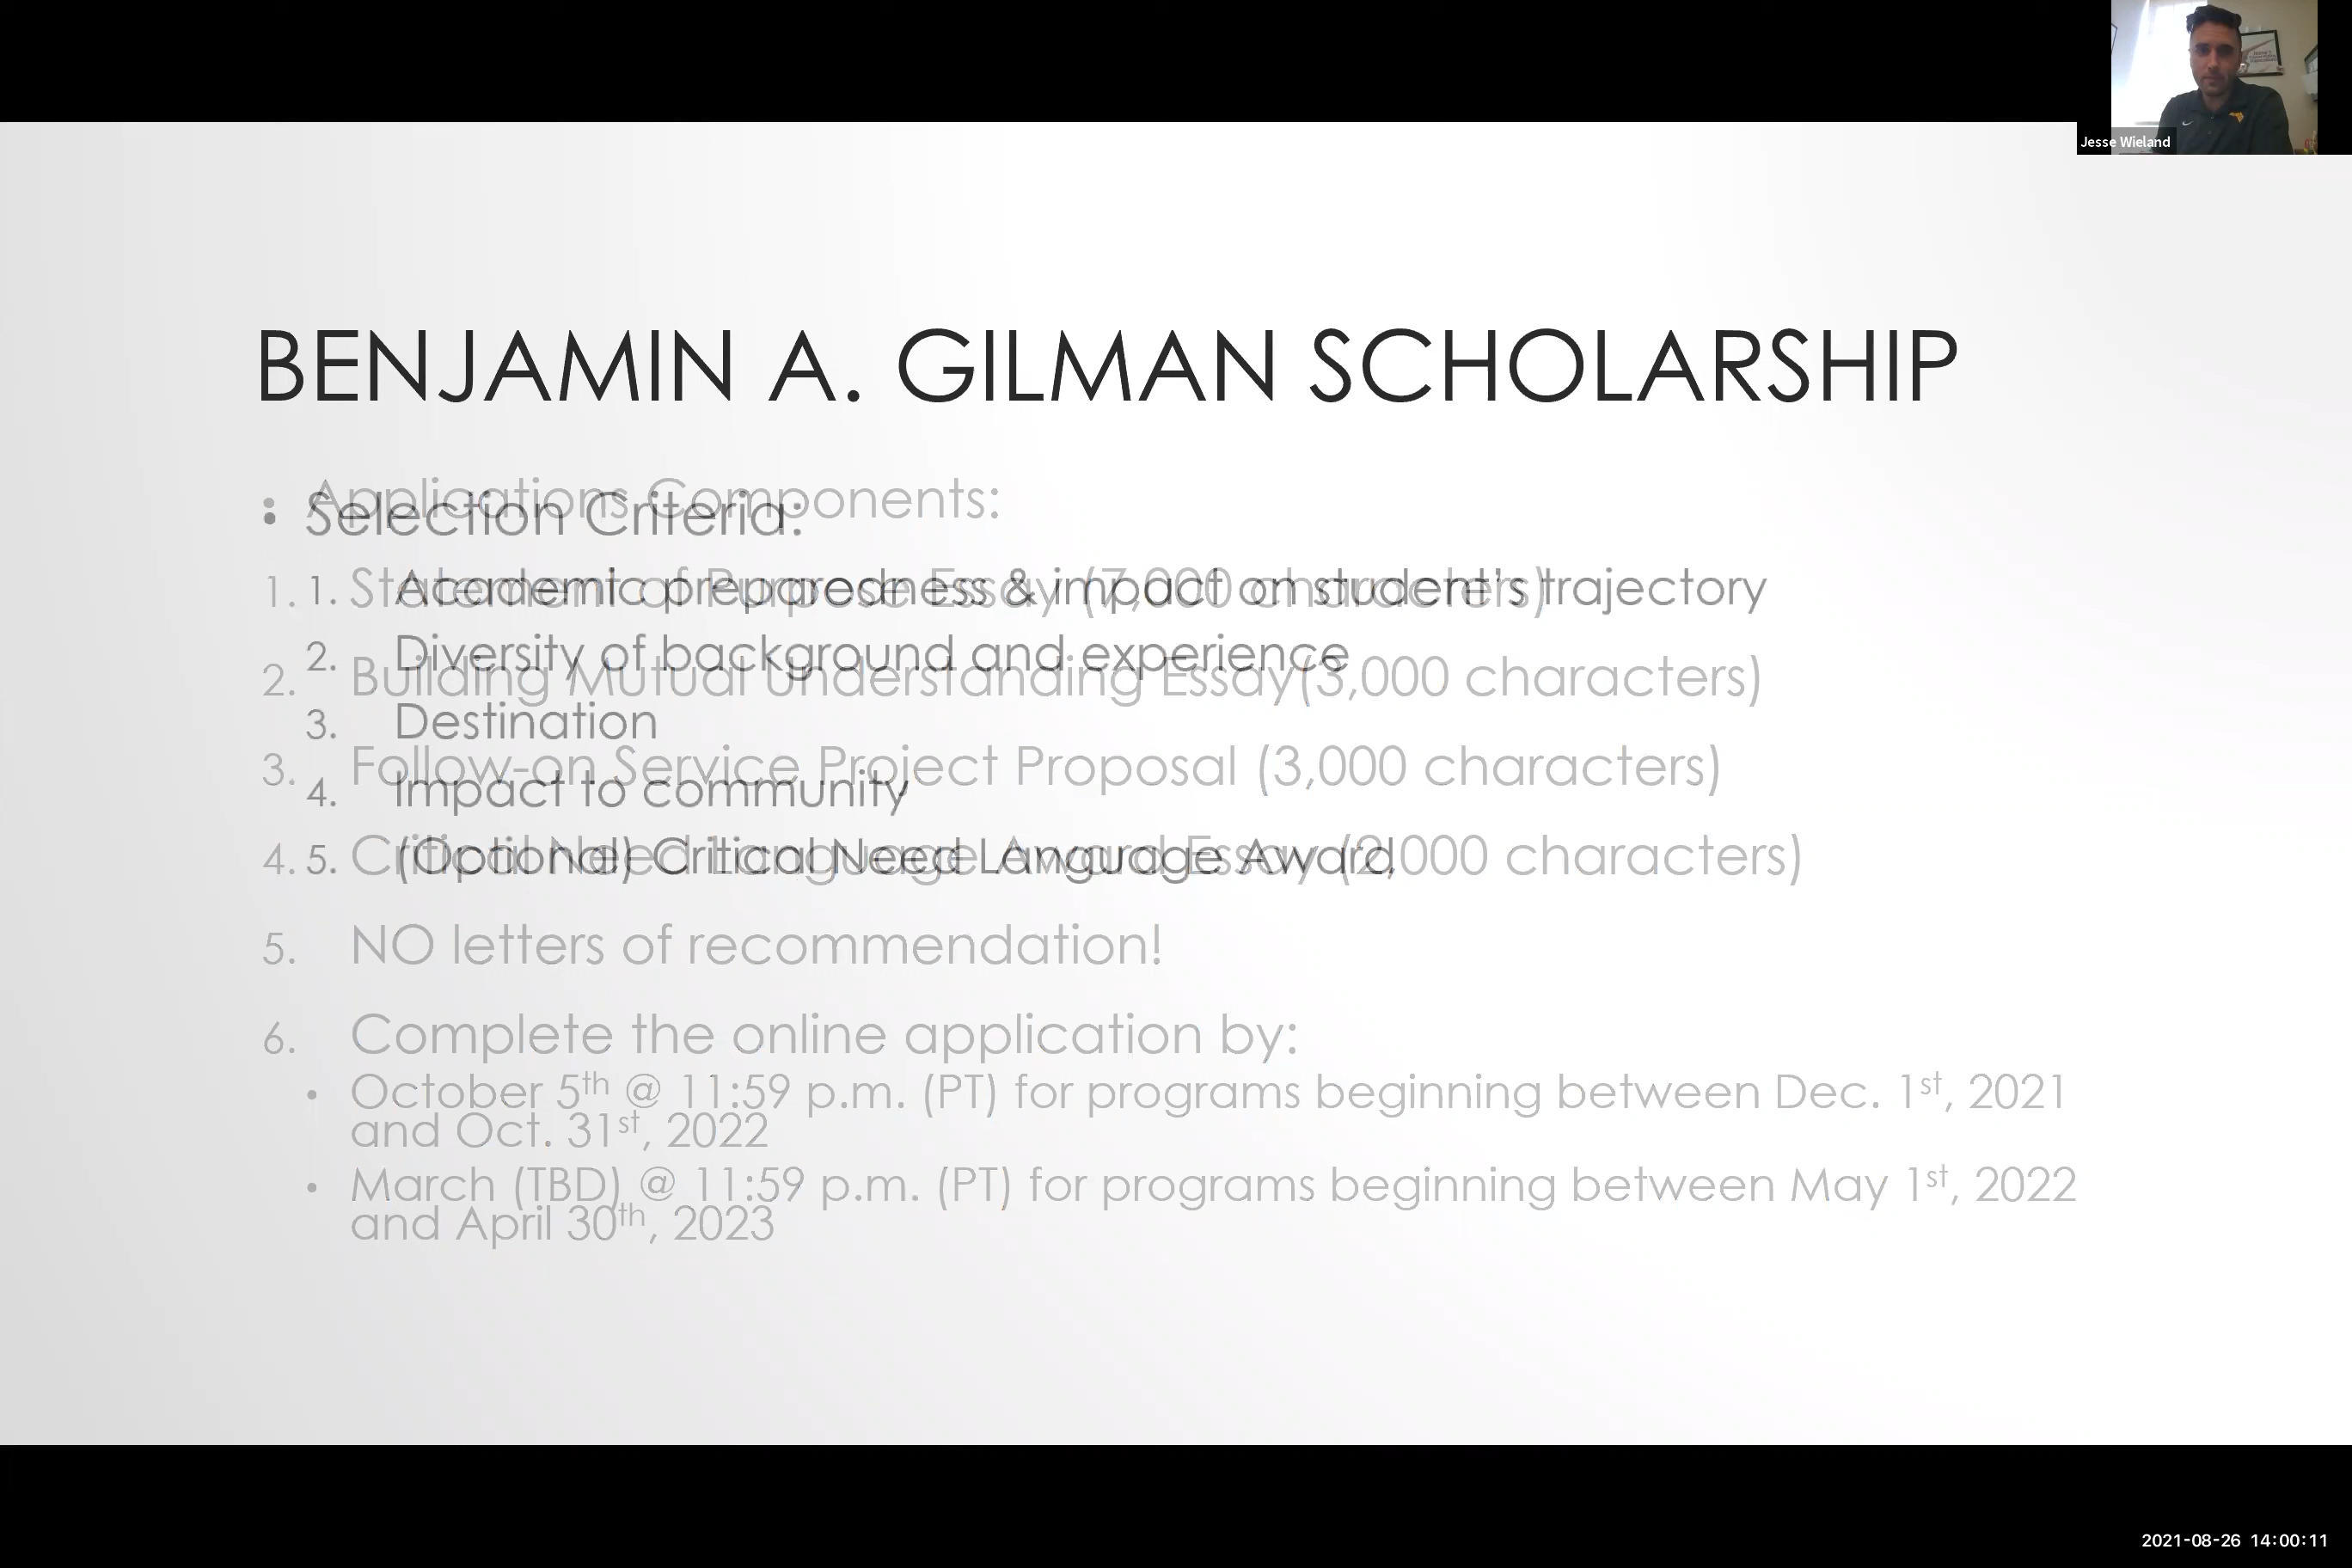 Jesse Wieland
BENJAMIN A. GILMAN SCHOLARSHIP
• Applications Components:
• Selection Criteria:
1. Statement of Purpose Essay (7,000 characters)
1. Academic preparedness & impact on student's trajectory
2. Diversity of background and experience
2. Building Mutual Understanding Essay(3,000 characters)
3. Destination
3. Follow-on Service Project Proposal (3,000 characters)
4. Impact to community
4. Critical Need Language Award Essay (2,000 characters)
5. (Optional) Critical Need Language Award
5. NO letters of recommendation!
6. Complete the online application by:
• October 5th @ 11:59 p.m. (PT) for programs beginning between Dec. 1st, 2021
and Oct. 31st, 2022
• March (TBD) @ 11:59 p.m. (PT) for programs beginning between May 1st, 2022
and April 30th, 2023
2021-08-26 14:00:11